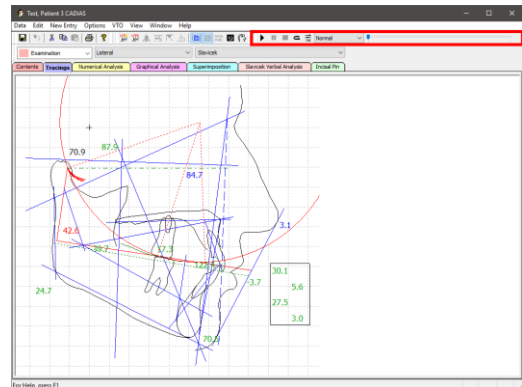 Test, Patient 3 CADIAS
Data Edit New Entry Options VTO View Window Help
Normal
Examination Lateral Slavicek
Contents Tracings Numerical Analysis Graphical Analysis Superimposition Slavicek Verbal Analysis Incisal Pin
70.9 87.9
84.7
42.6 3.1
39.7 17.3
-3.7 30.1
24.7 5.6
27.5
3.0
70.9
For Help, press F1